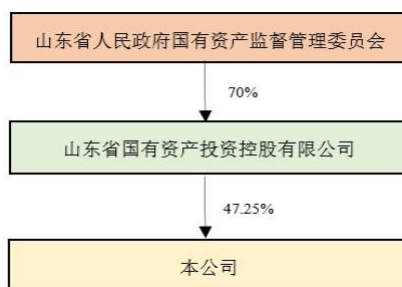 山东省人民政府国有资产监督管理委员会
70%
山东省国有资产投资控股有限公司
47.25%
本公司